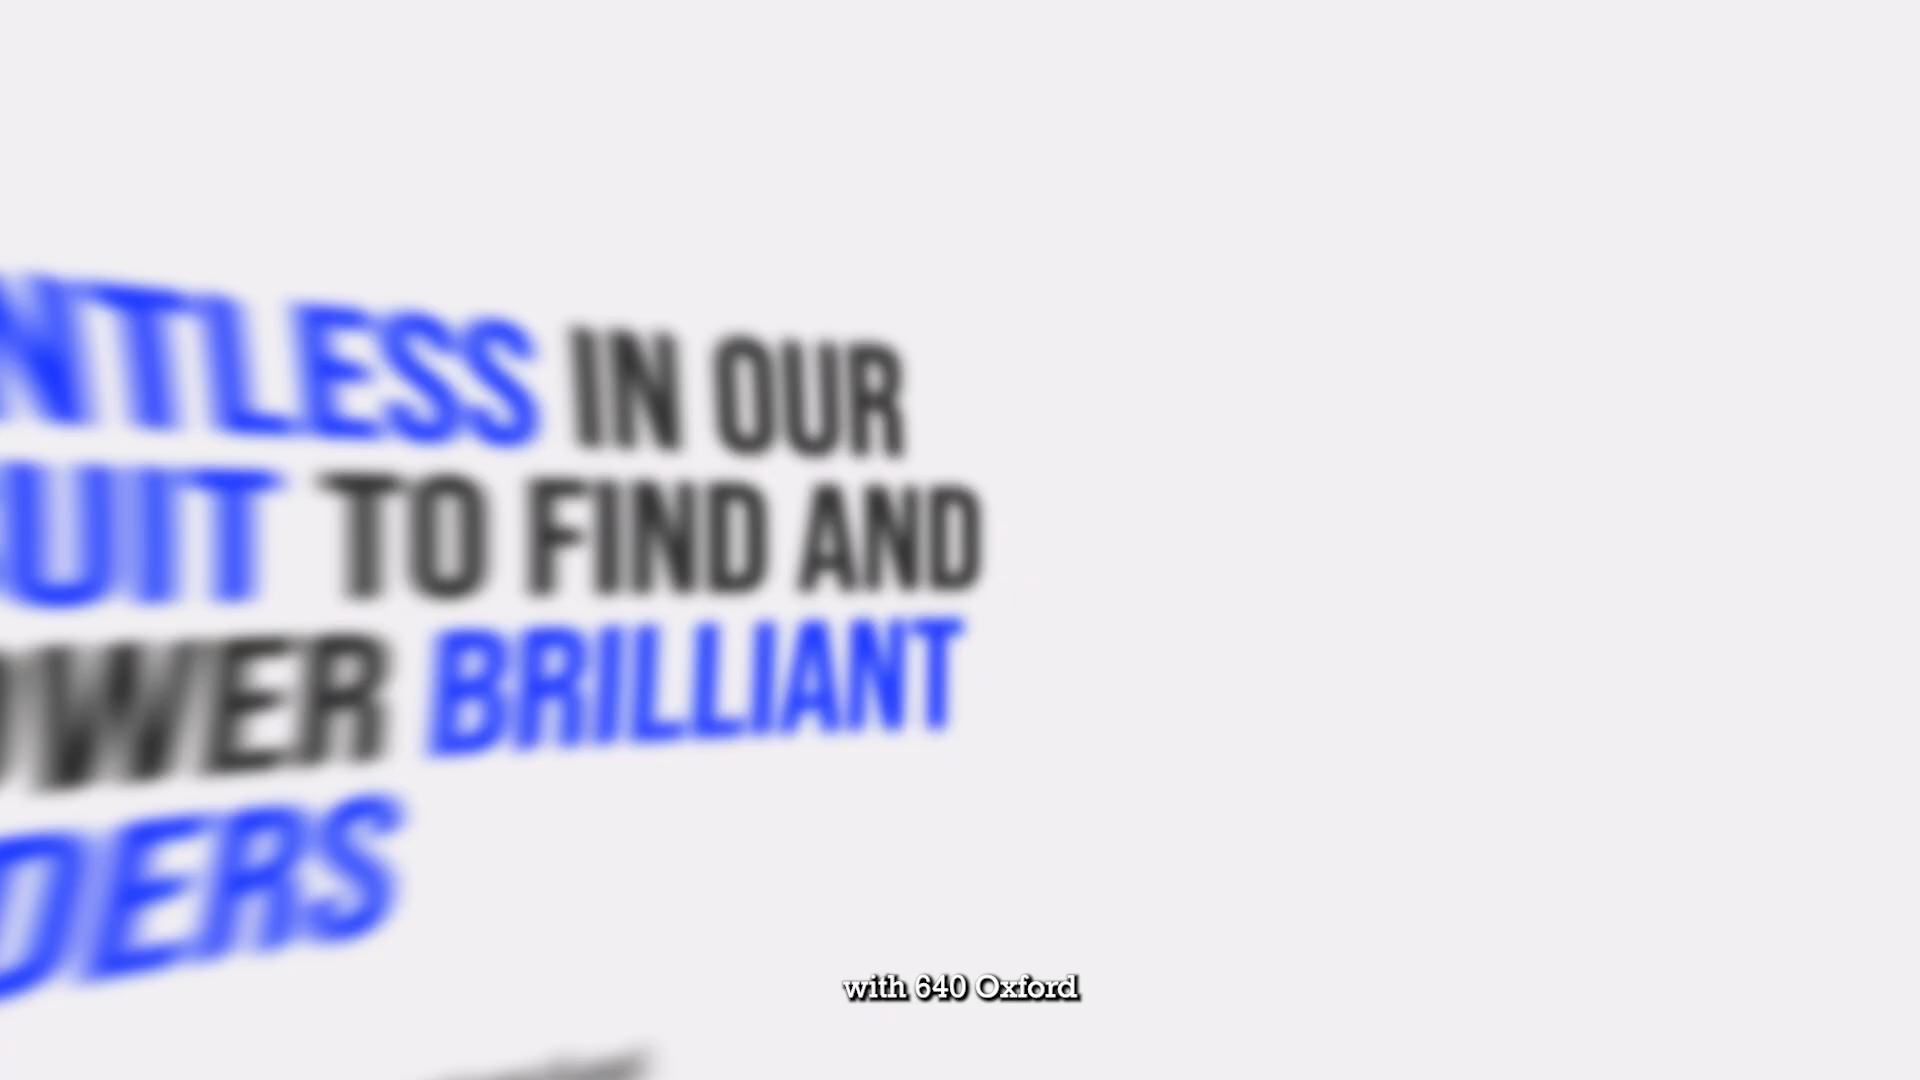 NTLESS IN OUR
UIT TO FIND AND
OWER BRILLIANT
DERS
with 640 Oxford